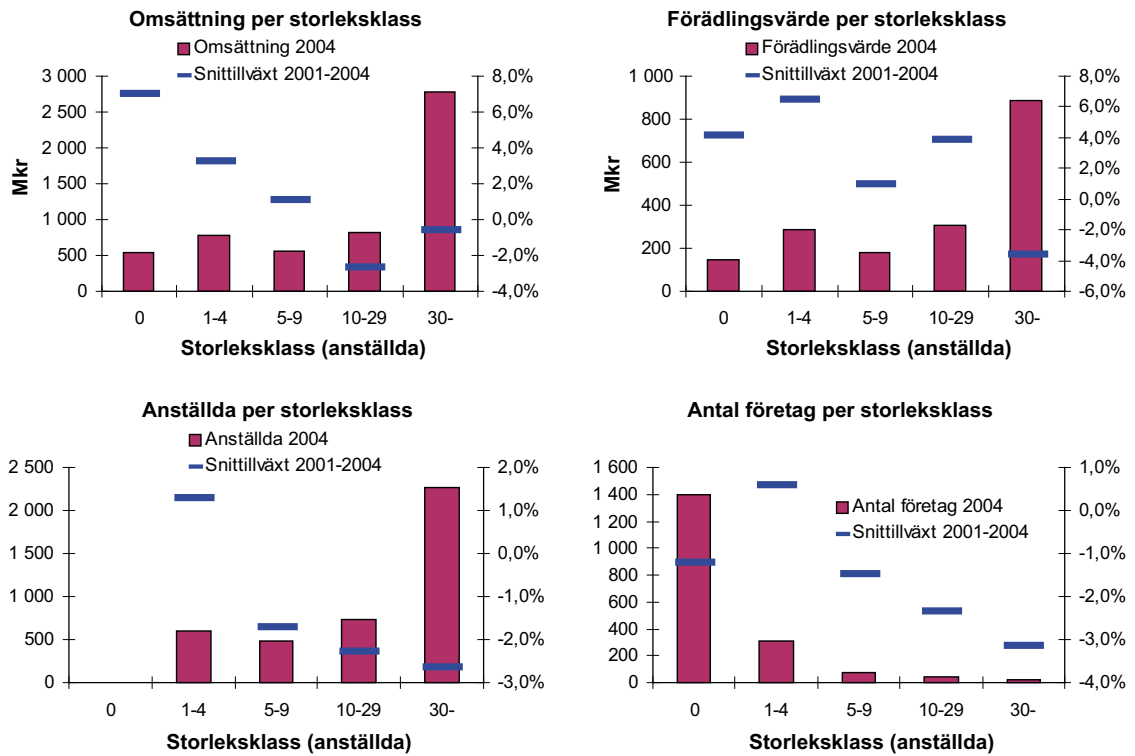 Omsättning per storleksklass
Omsättning 2004
Snittillväxt 2001-2004
3 000
2 500
2 000
1 500
1 000
500
0
Mkr
8,0%
6,0%
4,0%
2,0%
0,0%
-2,0%
-4,0%
0 1-4 5-9 10-29 30-
Storleksklass (anställda)
Förädlingsvärde per storleksklass
Förädlingsvärde 2004
Snittillväxt 2001-2004
1 000
800
600
400
200
0
Mkr
8,0%
6,0%
4,0%
2,0%
0,0%
-2,0%
-4,0%
-6,0%
0 1-4 5-9 10-29 30-
Storleksklass (anställda)
Anställda per storleksklass
Anställda 2004
Snittillväxt 2001-2004
2 500
2 000
1 500
1 000
500
0
2,0%
1,0%
0,0%
-1,0%
-2,0%
-3,0%
0 1-4 5-9 10-29 30-
Storleksklass (anställda)
Antal företag per storleksklass
Antal företag 2004
Snittillväxt 2001-2004
1 600
1 400
1 200
1 000
800
600
400
200
0
1,0%
0,0%
-1,0%
-2,0%
-3,0%
-4,0%
0 1-4 5-9 10-29 30-
Storleksklass (anställda)